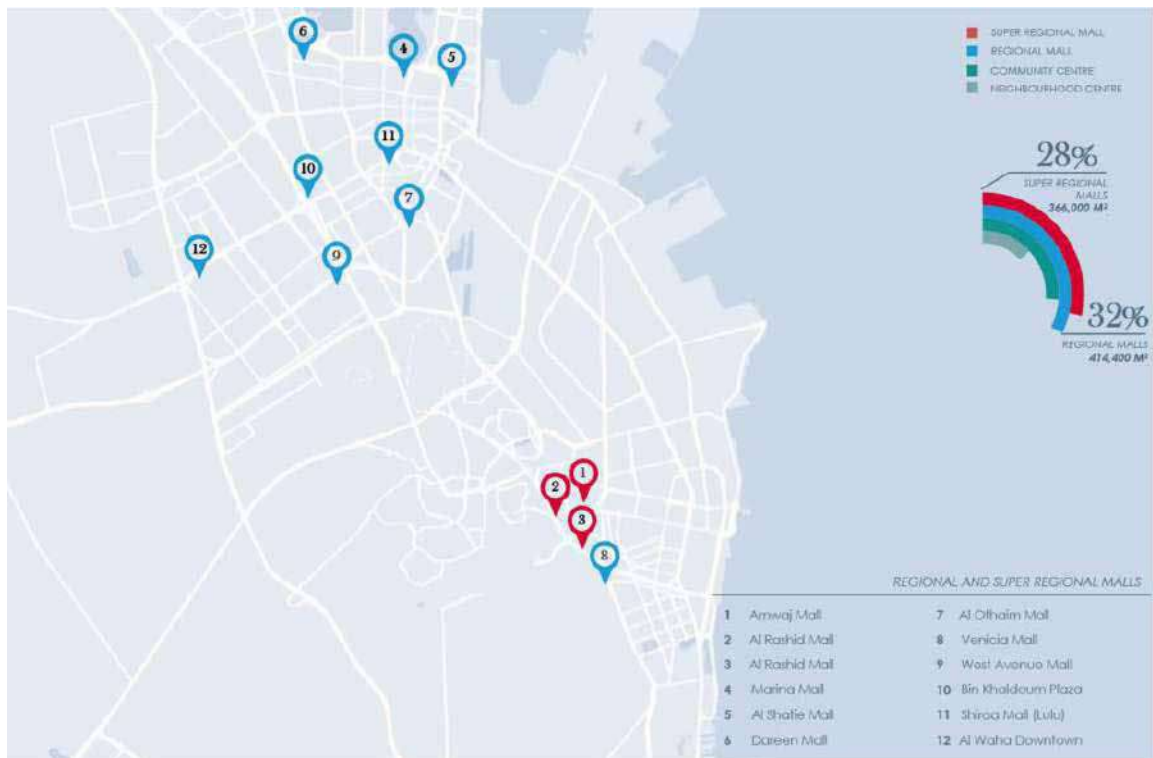 6
4
5
11
10
7
12
9
1
2
3
8
SUPER REGIONAL MALL
REGIONAL MALL
COMMUNITY CENTRE
NEIGHBOURHOOD CENTRE
28%
SUPER REGIONAL
MALLS
366,000 M²
32%
REGIONAL MALLS
414,400 M²
REGIONAL AND SUPER REGIONAL MALLS
1 Amwaj Mall
2 Al Rashid Mall
3 Al Rashid Mall
4 Marina Mall
5 Al Shatie Mall
6 Dareen Mall
7 Al Othaim Mall
8 Venicia Mall
9 West Avenue Mall
10 Bin Khaldoum Plaza
11 Shiraa Mall (Lulu)
12 Al Waha Downtown